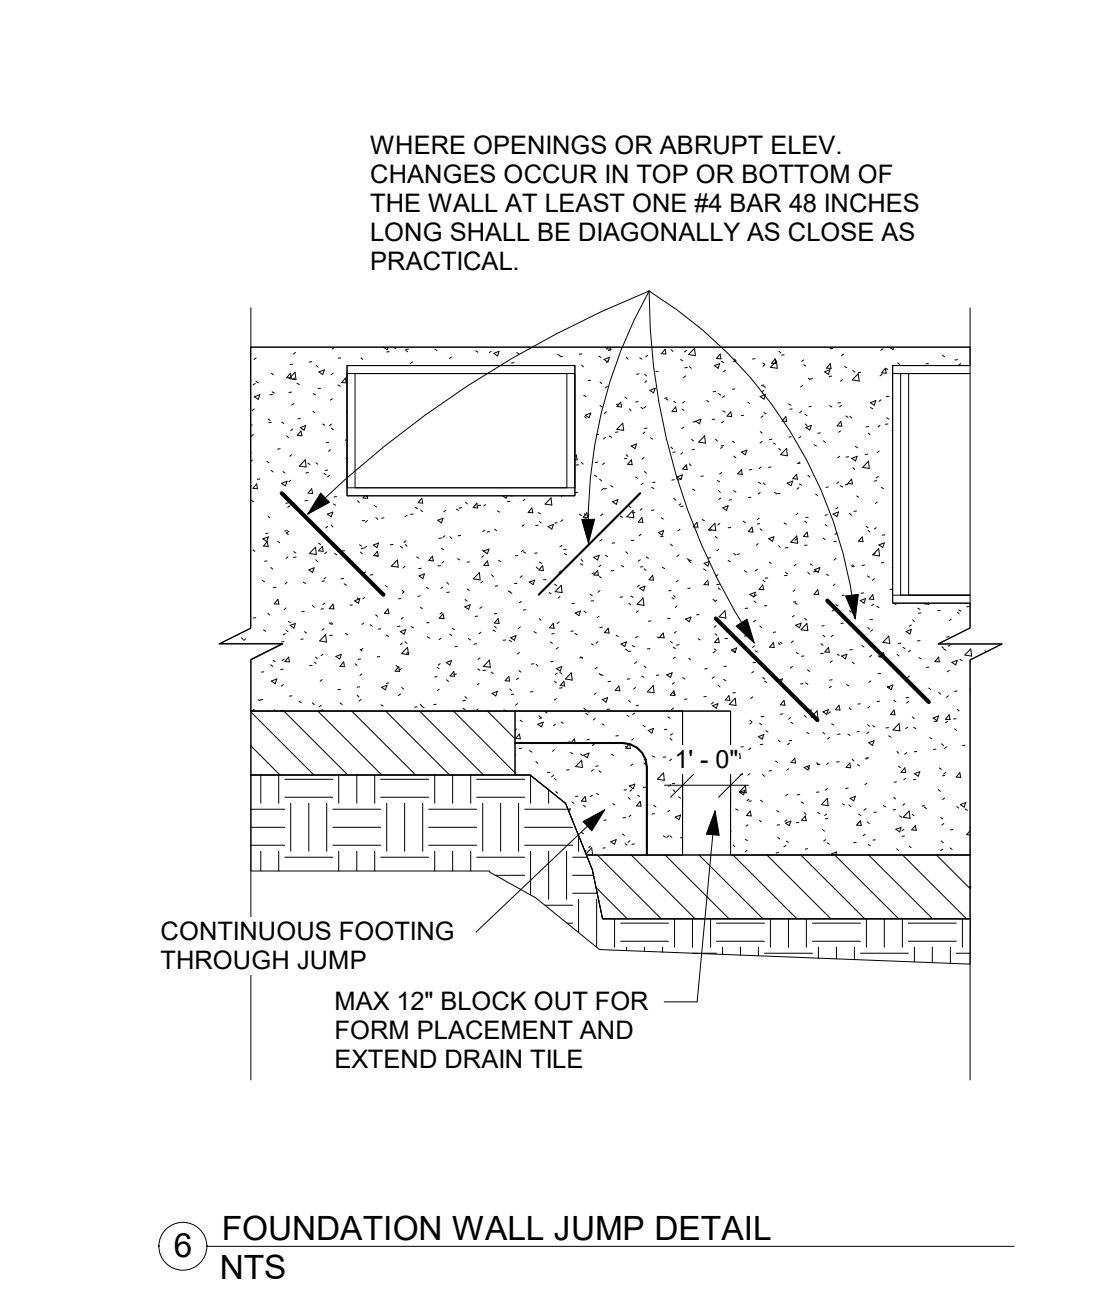 WHERE OPENINGS OR ABRUPT ELEV.
CHANGES OCCUR IN TOP OR BOTTOM OF
THE WALL AT LEAST ONE #4 BAR 48 INCHES
LONG SHALL BE DIAGONALLY AS CLOSE AS
PRACTICAL.
1' - 0"
CONTINUOUS FOOTING
THROUGH JUMP
MAX 12" BLOCK OUT FOR
FORM PLACEMENT AND
EXTEND DRAIN TILE
6 FOUNDATION WALL JUMP DETAIL
NTS